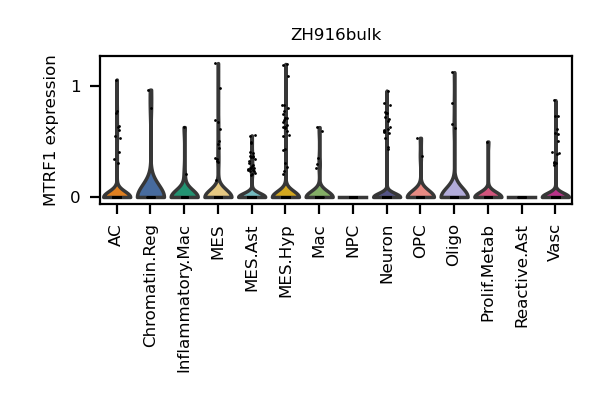 ZH916bulk
MTRF1 expression
1
0
AC
Chromatin.Reg
Inflammatory.Mac
MES
MES.Ast
MES.Hyp
Mac
NPC
Neuron
OPC
Oligo
Prolif.Metab
Reactive.Ast
Vasc